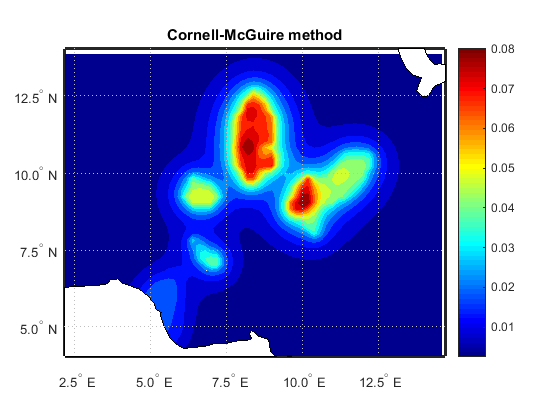 Cornell-McGuire method
12.5° N
10.0° N
7.5° N
5.0° N
2.5° E
5.0° E
7.5° E
10.0° E
12.5° E
0.08
0.07
0.06
0.05
0.04
0.03
0.02
0.01